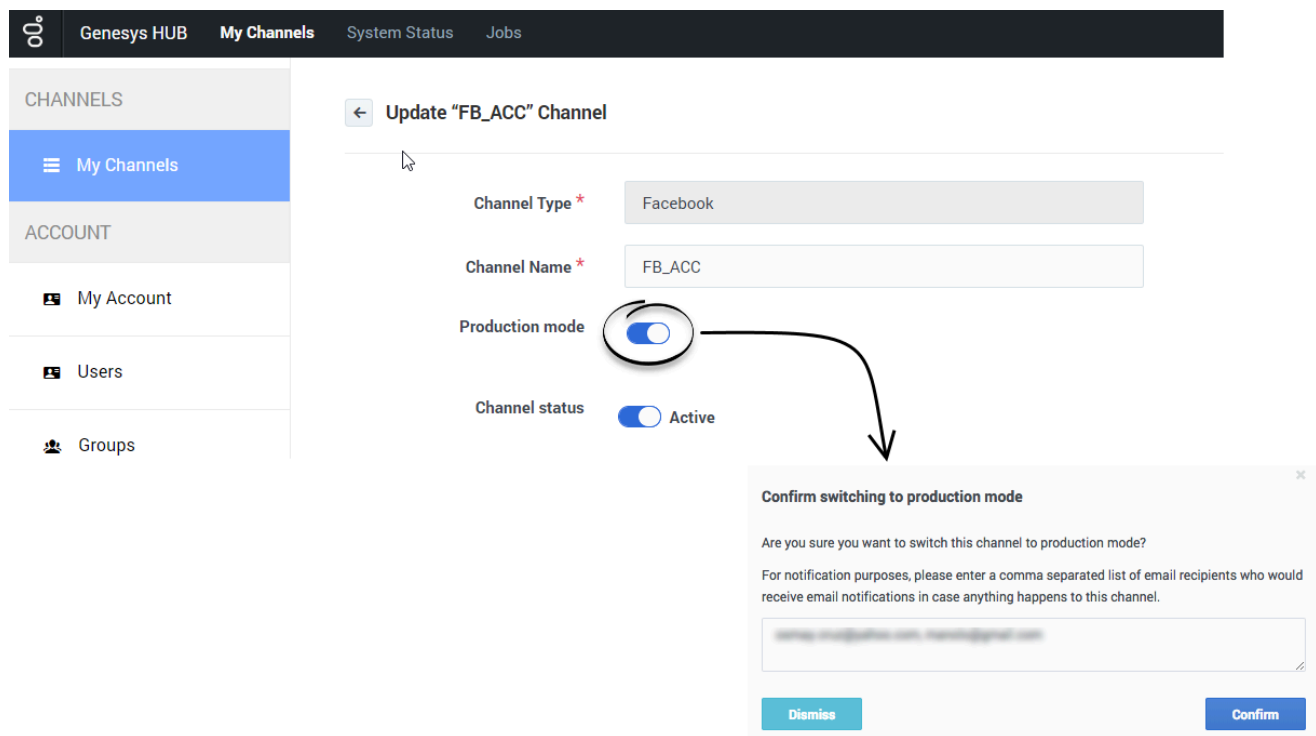 Genesys HUB My Channels System Status Jobs
CHANNELS
My Channels
ACCOUNT
My Account
Users
Groups
Update “FB_ACC” Channel
Channel Type * Facebook
Channel Name * FB_ACC
Production mode
Channel status Active
Confirm switching to production mode
Are you sure you want to switch this channel to production mode?
For notification purposes, please enter a comma separated list of email recipients who would
receive email notifications in case anything happens to this channel.
Dismiss Confirm